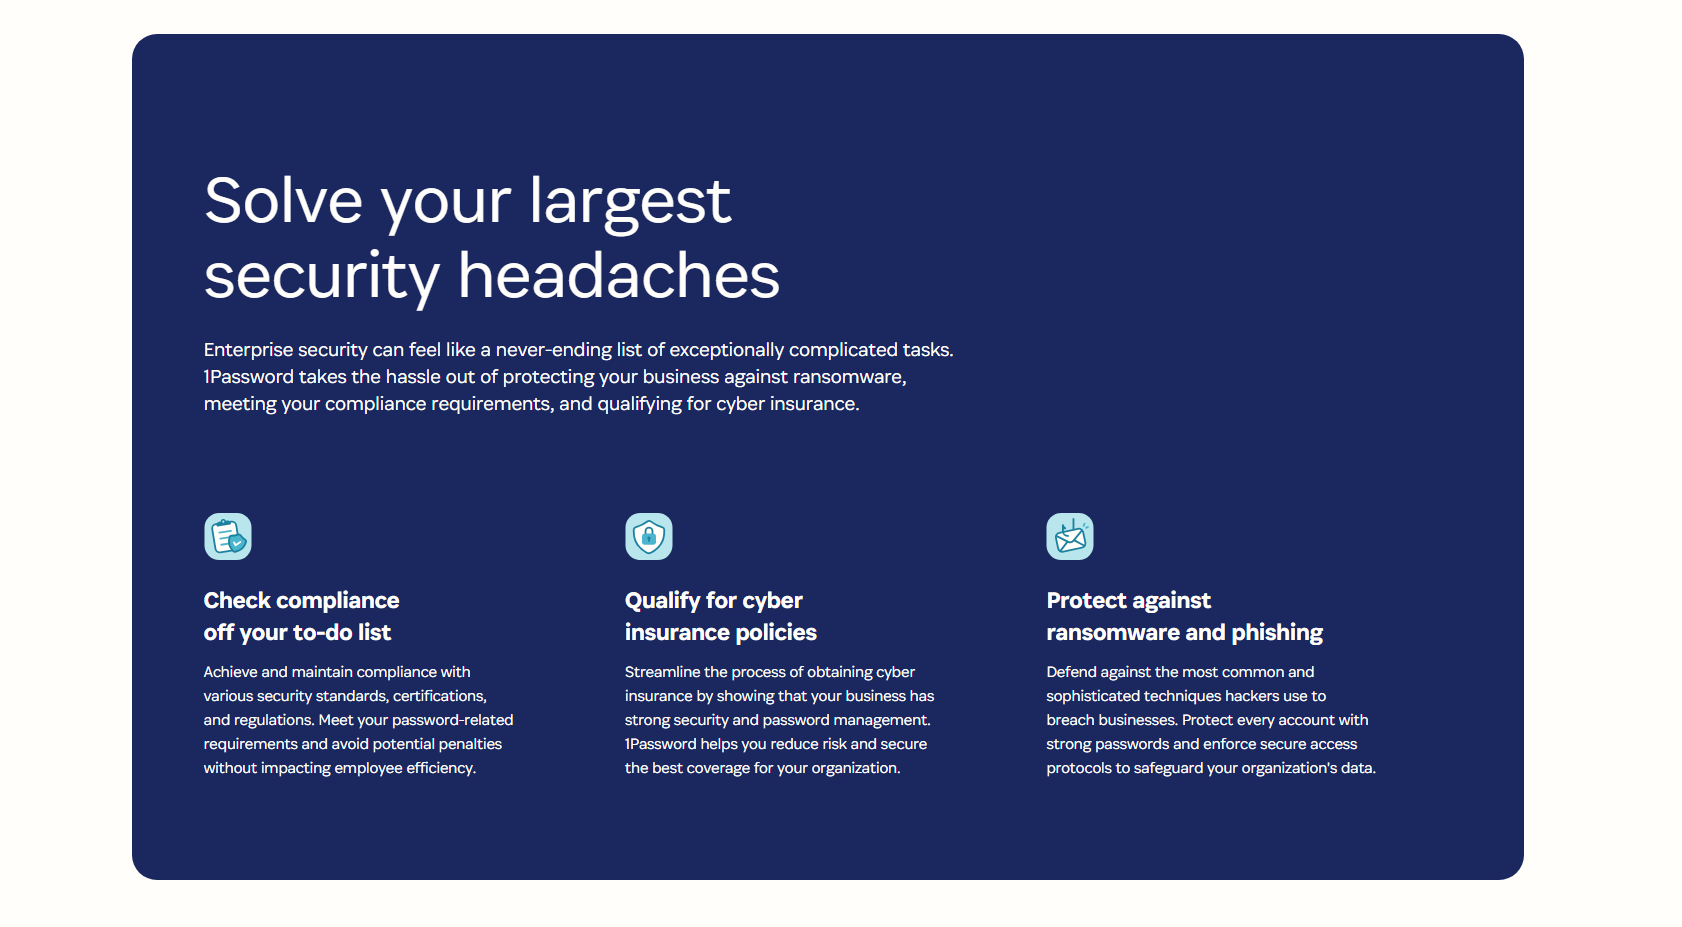 Solve your largest
security headaches
Enterprise security can feel like a never-ending list of exceptionally complicated tasks.
1Password takes the hassle out of protecting your business against ransomware,
meeting your compliance requirements, and qualifying for cyber insurance.
Check compliance
off your to-do list
Achieve and maintain compliance with
various security standards, certifications,
and regulations. Meet your password-related
requirements and avoid potential penalties
without impacting employee efficiency.
Qualify for cyber
insurance policies
Streamline the process of obtaining cyber
insurance by showing that your business has
strong security and password management.
1Password helps you reduce risk and secure
the best coverage for your organization.
Protect against
ransomware and phishing
Defend against the most common and
sophisticated techniques hackers use to
breach businesses. Protect every account with
strong passwords and enforce secure access
protocols to safeguard your organization's data.